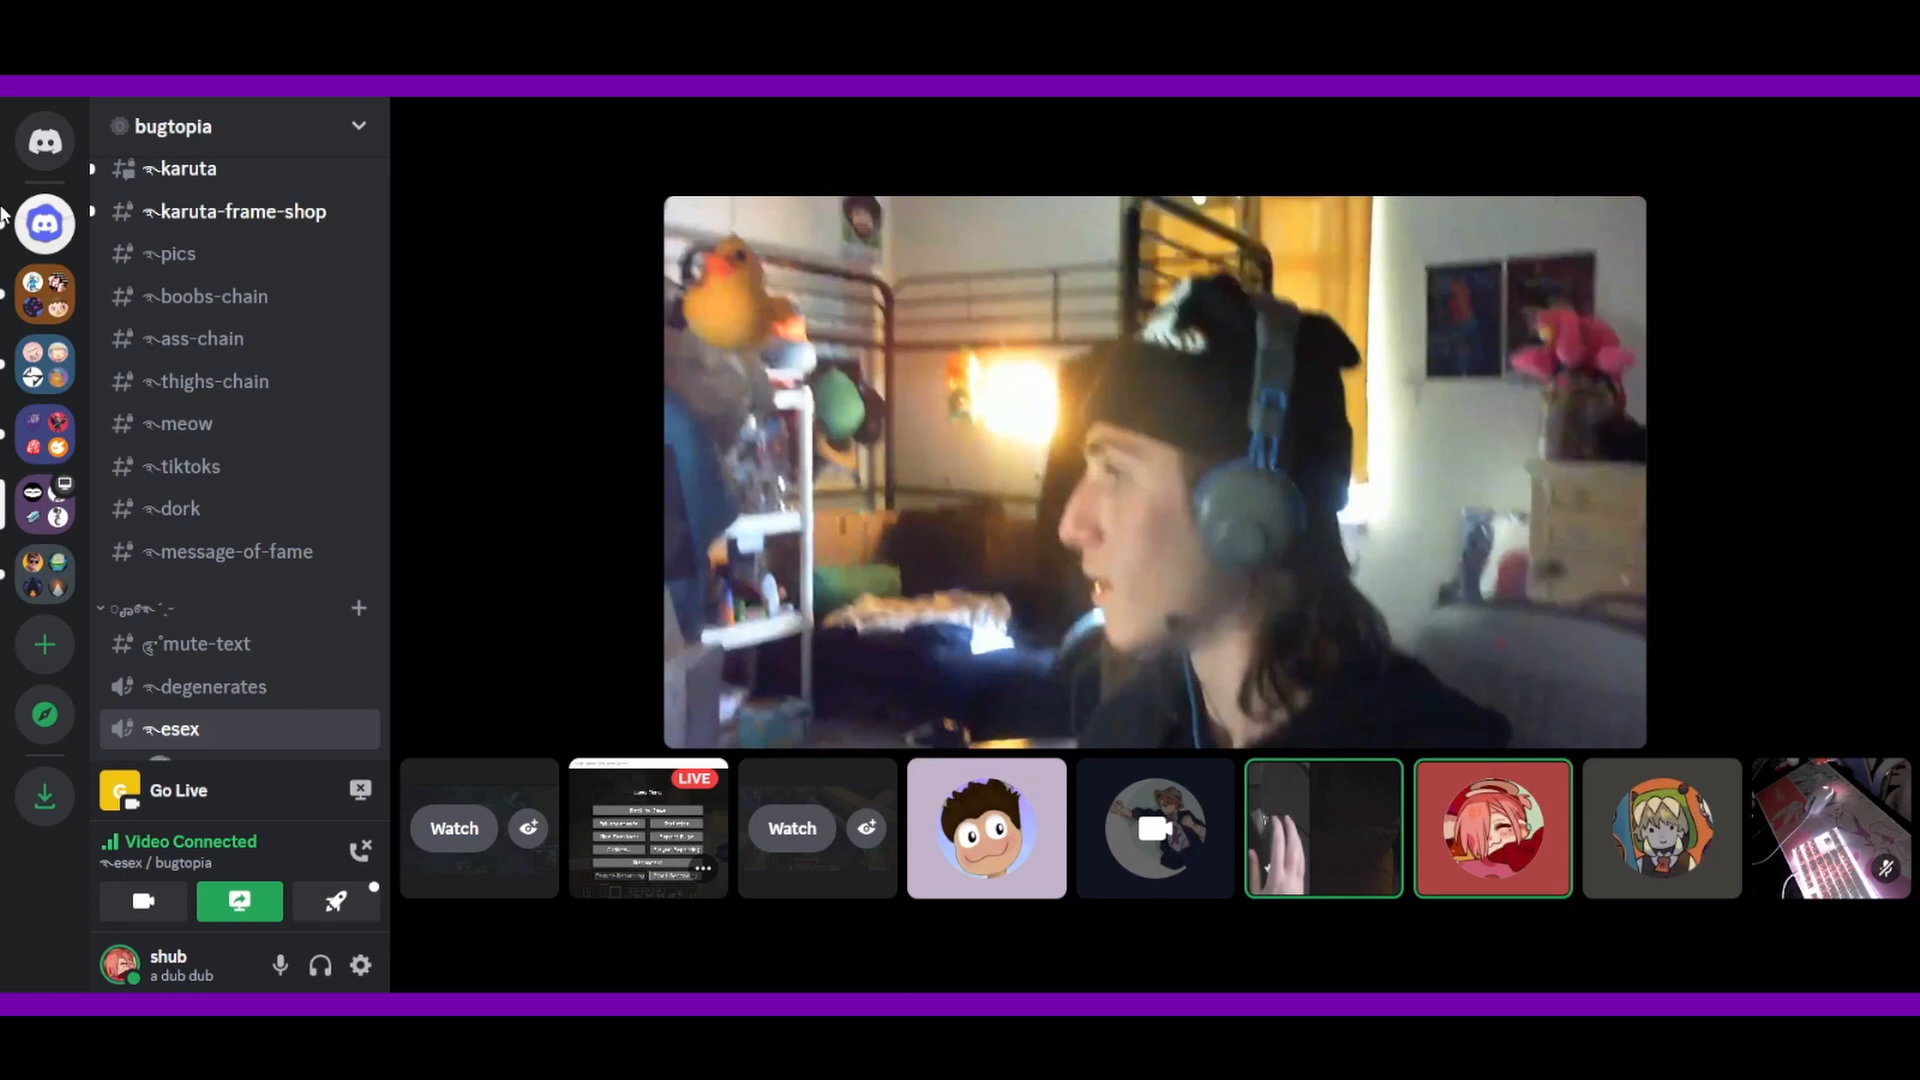 bugtopia
karuta
karuta-frame-shop
pics
boobs-chain
ass-chain
thighs-chain
meow
tiktoks
dork
message-of-fame
mute-text
degenerates
esex
Go Live
Video Connected
esex / bugtopia
shub
a dub dub
Watch
LIVE
Watch